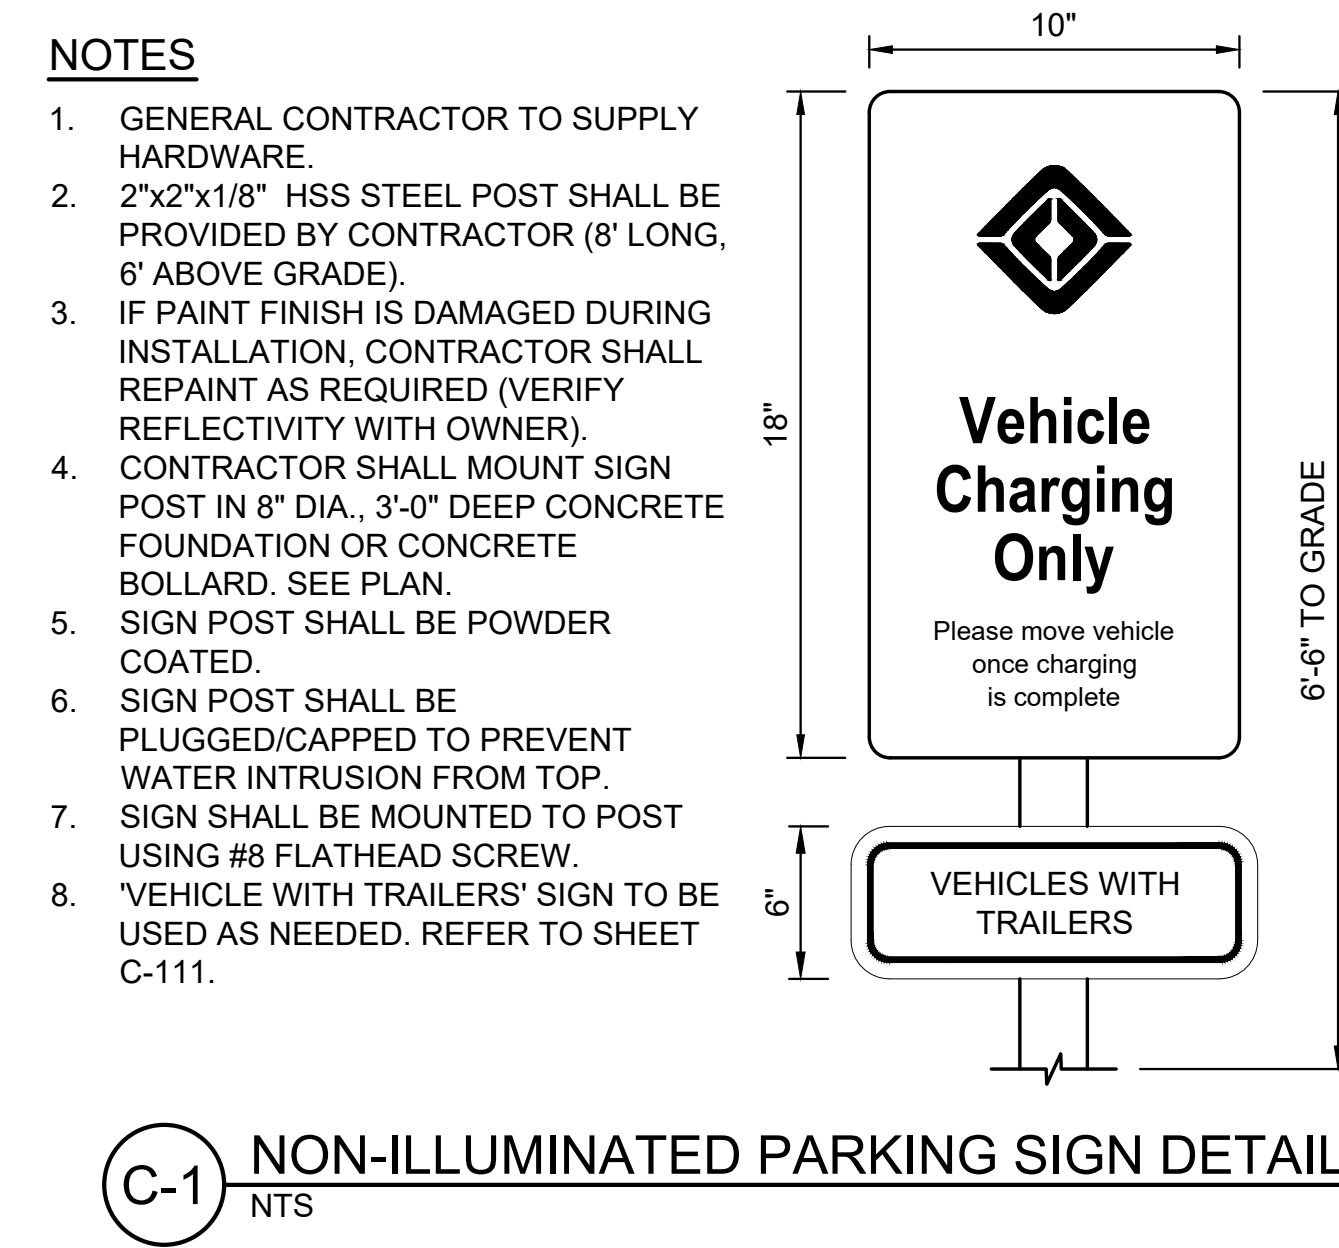 NOTES
1. GENERAL CONTRACTOR TO SUPPLY
HARDWARE.
2. 2"x2"x1/8" HSS STEEL POST SHALL BE
PROVIDED BY CONTRACTOR (8' LONG,
6' ABOVE GRADE).
3. IF PAINT FINISH IS DAMAGED DURING
INSTALLATION, CONTRACTOR SHALL
REPAINT AS REQUIRED (VERIFY
REFLECTIVITY WITH OWNER).
4. CONTRACTOR SHALL MOUNT SIGN
POST IN 8" DIA., 3'-0" DEEP CONCRETE
FOUNDATION OR CONCRETE
BOLLARD. SEE PLAN.
5. SIGN POST SHALL BE POWDER
COATED.
6. SIGN POST SHALL BE
PLUGGED/CAPPED TO PREVENT
WATER INTRUSION FROM TOP.
7. SIGN SHALL BE MOUNTED TO POST
USING #8 FLATHEAD SCREW.
8. 'VEHICLE WITH TRAILERS' SIGN TO BE
USED AS NEEDED. REFER TO SHEET
C-111.
10"
18"
Vehicle
Charging
Only
Please move vehicle
once charging
is complete
6'-6" TO GRADE
6"
VEHICLES WITH
TRAILERS
C-1
NON-ILLUMINATED PARKING SIGN DETAIL
NTS